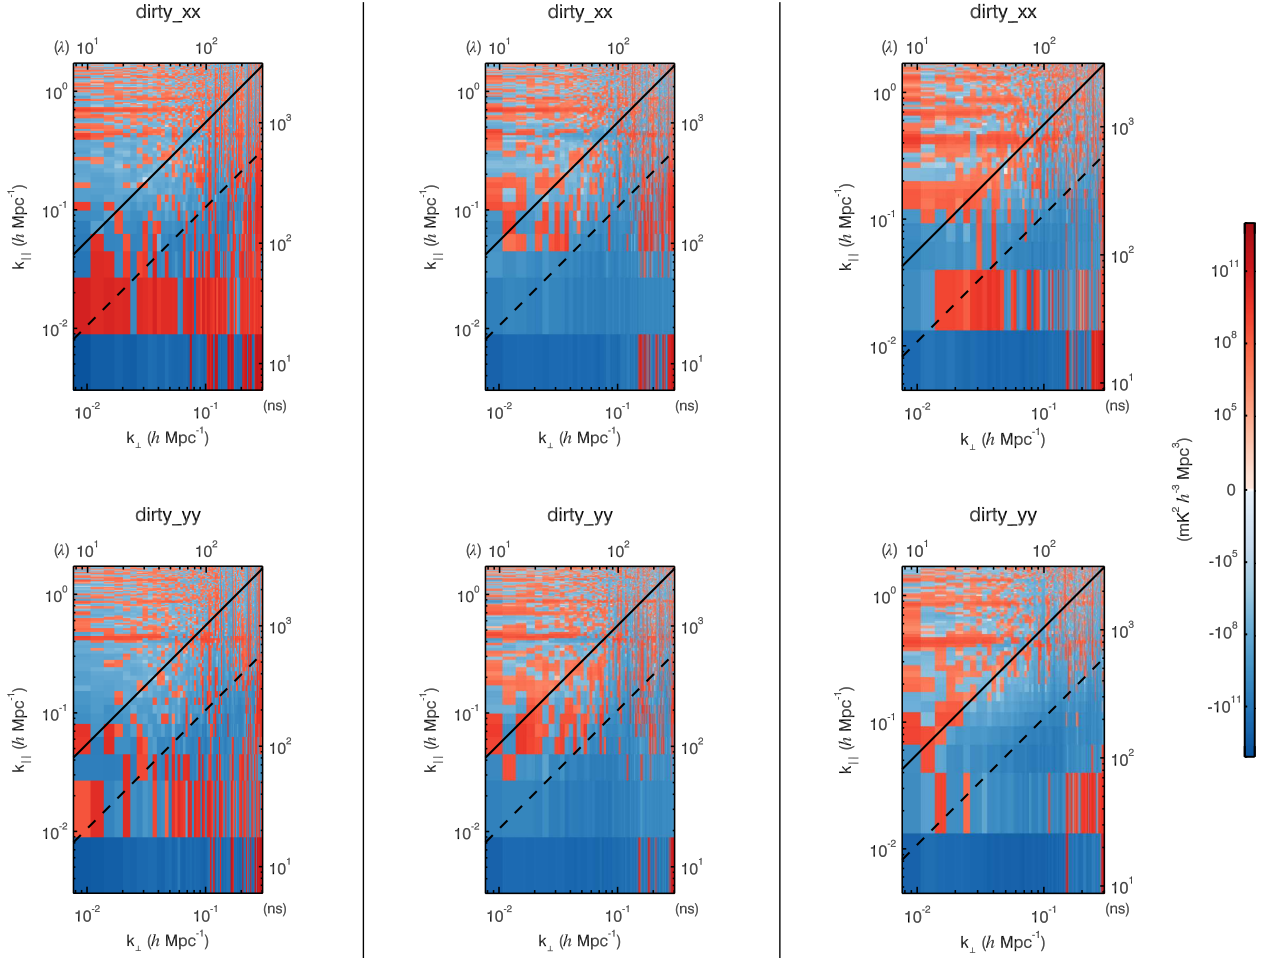 dirty_xx dirty_xx dirty_xx
(λ) 10¹ 10² 10¹ 10² (λ) 10¹ 10²
10⁰ 10⁰ 10⁰
10³ 10³ 10³
k|| (h Mpc⁻¹) k|| (h Mpc⁻¹) k|| (h Mpc⁻¹)
10⁻¹ 10⁻¹ 10⁻¹
10² 10² 10²
10⁻² 10⁻² 10⁻²
10¹ 10¹ 10¹
10⁻² 10⁻¹ (ns) 10⁻² 10⁻¹ 10⁻² 10⁻¹ (ns)
k⊥ (h Mpc⁻¹) k⊥ (h Mpc⁻¹) k⊥ (h Mpc⁻¹)
10¹¹
10⁸
10⁵
0
-10⁵
-10⁸
-10¹¹
(mK² h⁻³ Mpc³)
dirty_yy dirty_yy dirty_yy
(λ) 10¹ 10² 10¹ 10² (λ) 10¹ 10²
10⁰ 10⁰ 10⁰
10³ 10³ 10³
k|| (h Mpc⁻¹) k|| (h Mpc⁻¹) k|| (h Mpc⁻¹)
10⁻¹ 10⁻¹ 10⁻¹
10² 10² 10²
10⁻² 10⁻² 10⁻²
10¹ 10¹ 10¹
10⁻² 10⁻¹ (ns) 10⁻² 10⁻¹ 10⁻² 10⁻¹ (ns)
k⊥ (h Mpc⁻¹) k⊥ (h Mpc⁻¹) k⊥ (h Mpc⁻¹)